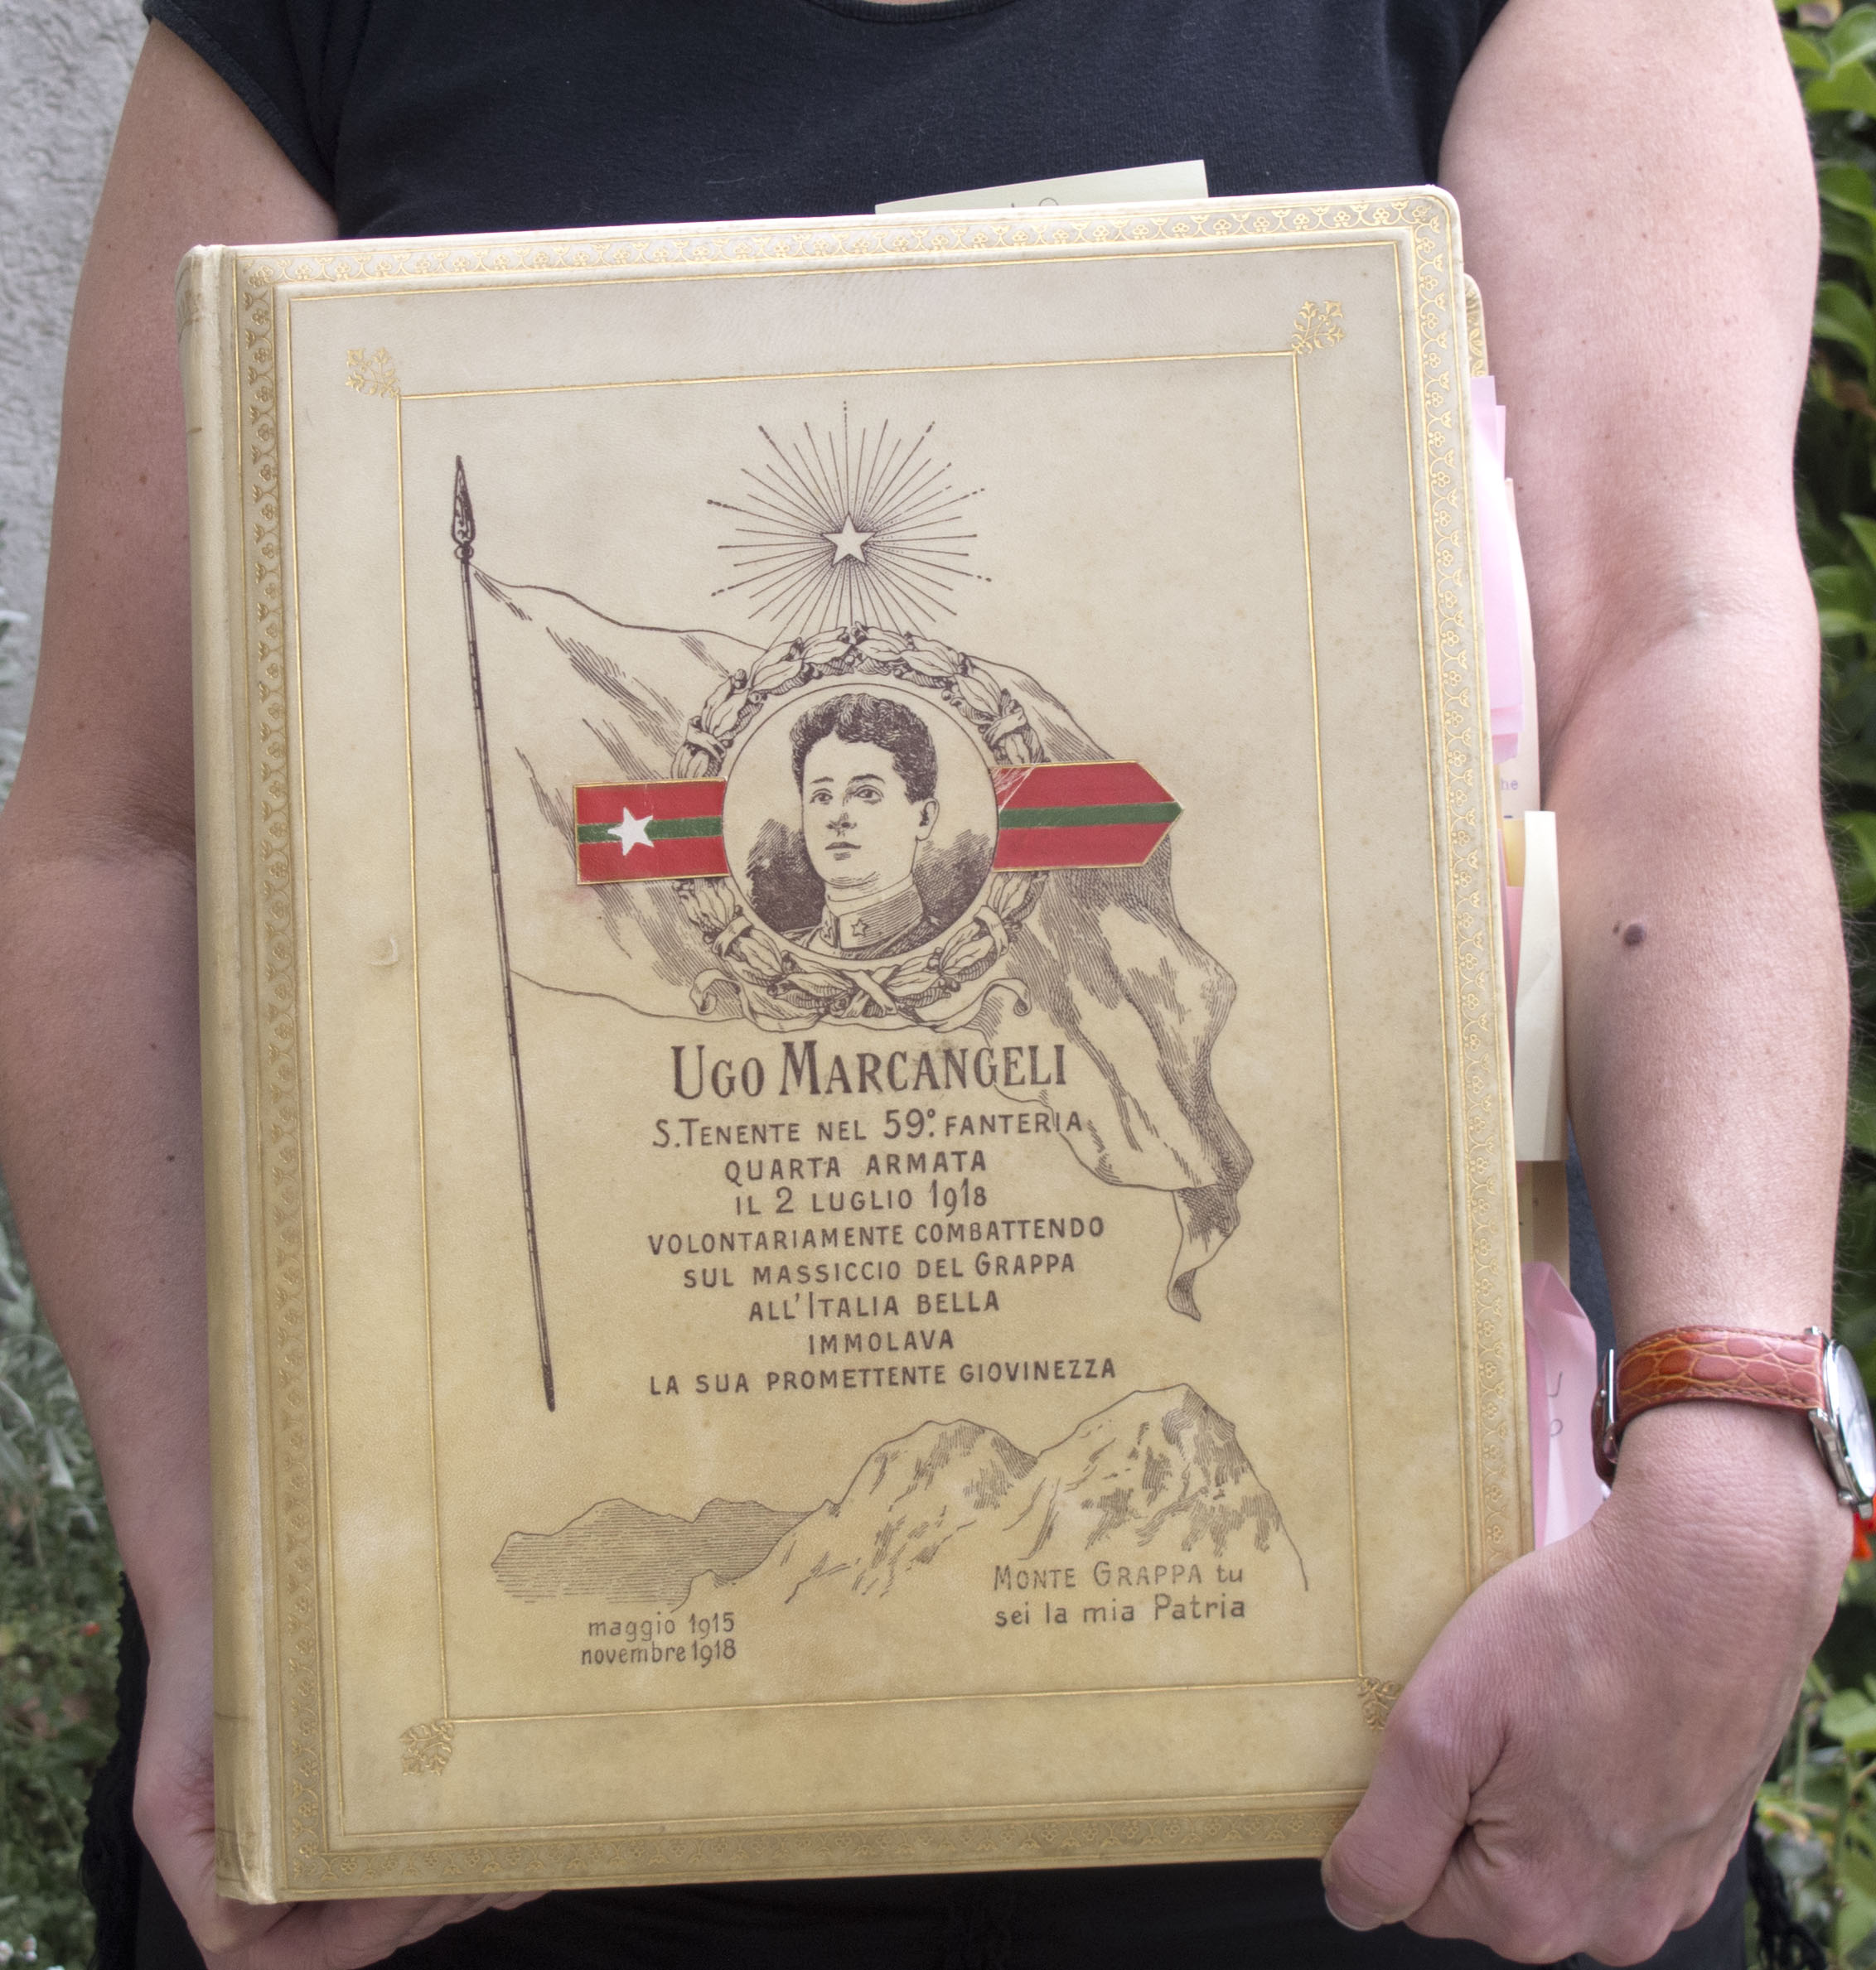 UGO MARCANGELI
S. TENENTE NEL 59º. FANTERIA
QUARTA ARMATA
IL 2 LUGLIO 1918
VOLONTARIAMENTE COMBATTENDO
SUL MASSICCIO DEL GRAPPA
ALL'ITALIA BELLA
IMMOLAVA
LA SUA PROMETTENTE GIOVINEZZA
MONTE GRAPPA tu
sei la mia Patria
maggio 1915
novembre 1918